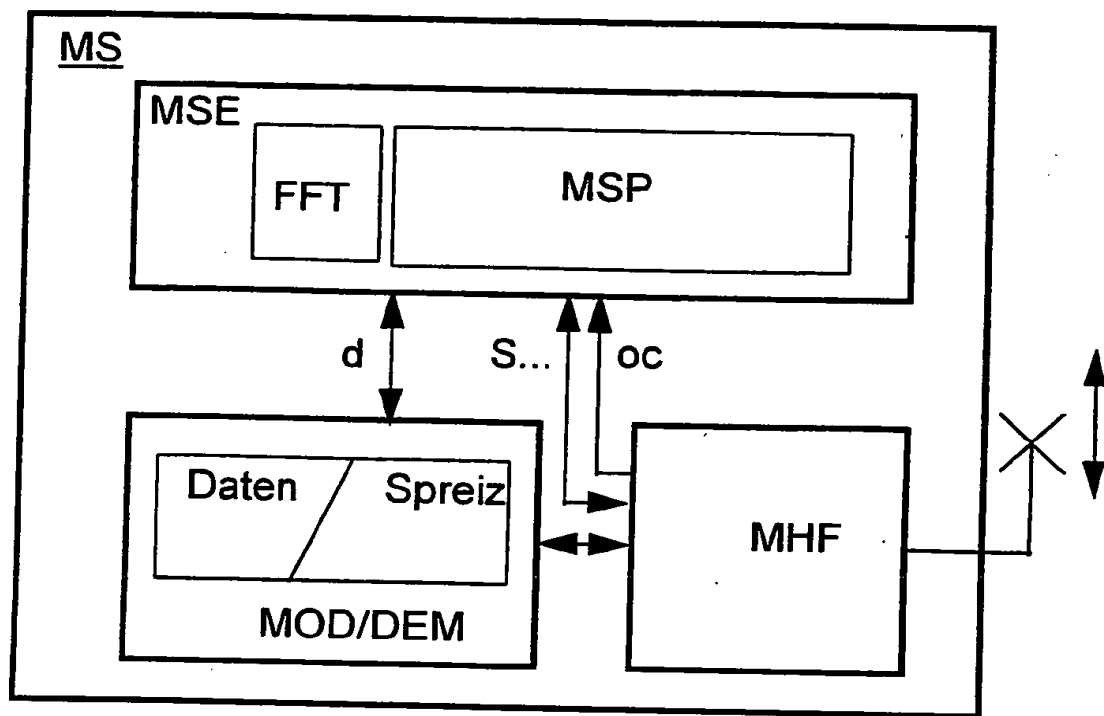 MS
MSE
FFT
MSP
d
S...
oc
Daten
Spreiz
MHF
MOD/DEM